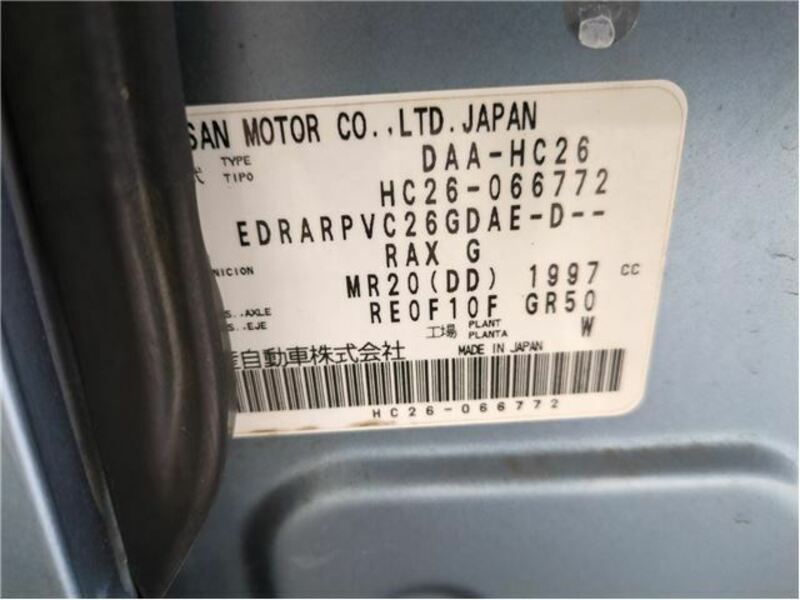 SAN MOTOR CO.,LTD.JAPAN
TYPE DAA-HC26
式 TIPO
HC26-066772
EDRARPVC26GDAE-D--
RAX G
NICION MR20(DD) 1997 CC
S..AXLE RE0F10F GR50
S..EJE 工場 PLANT PLANTA W
産自動車株式会社 MADE IN JAPAN
HC26-066772